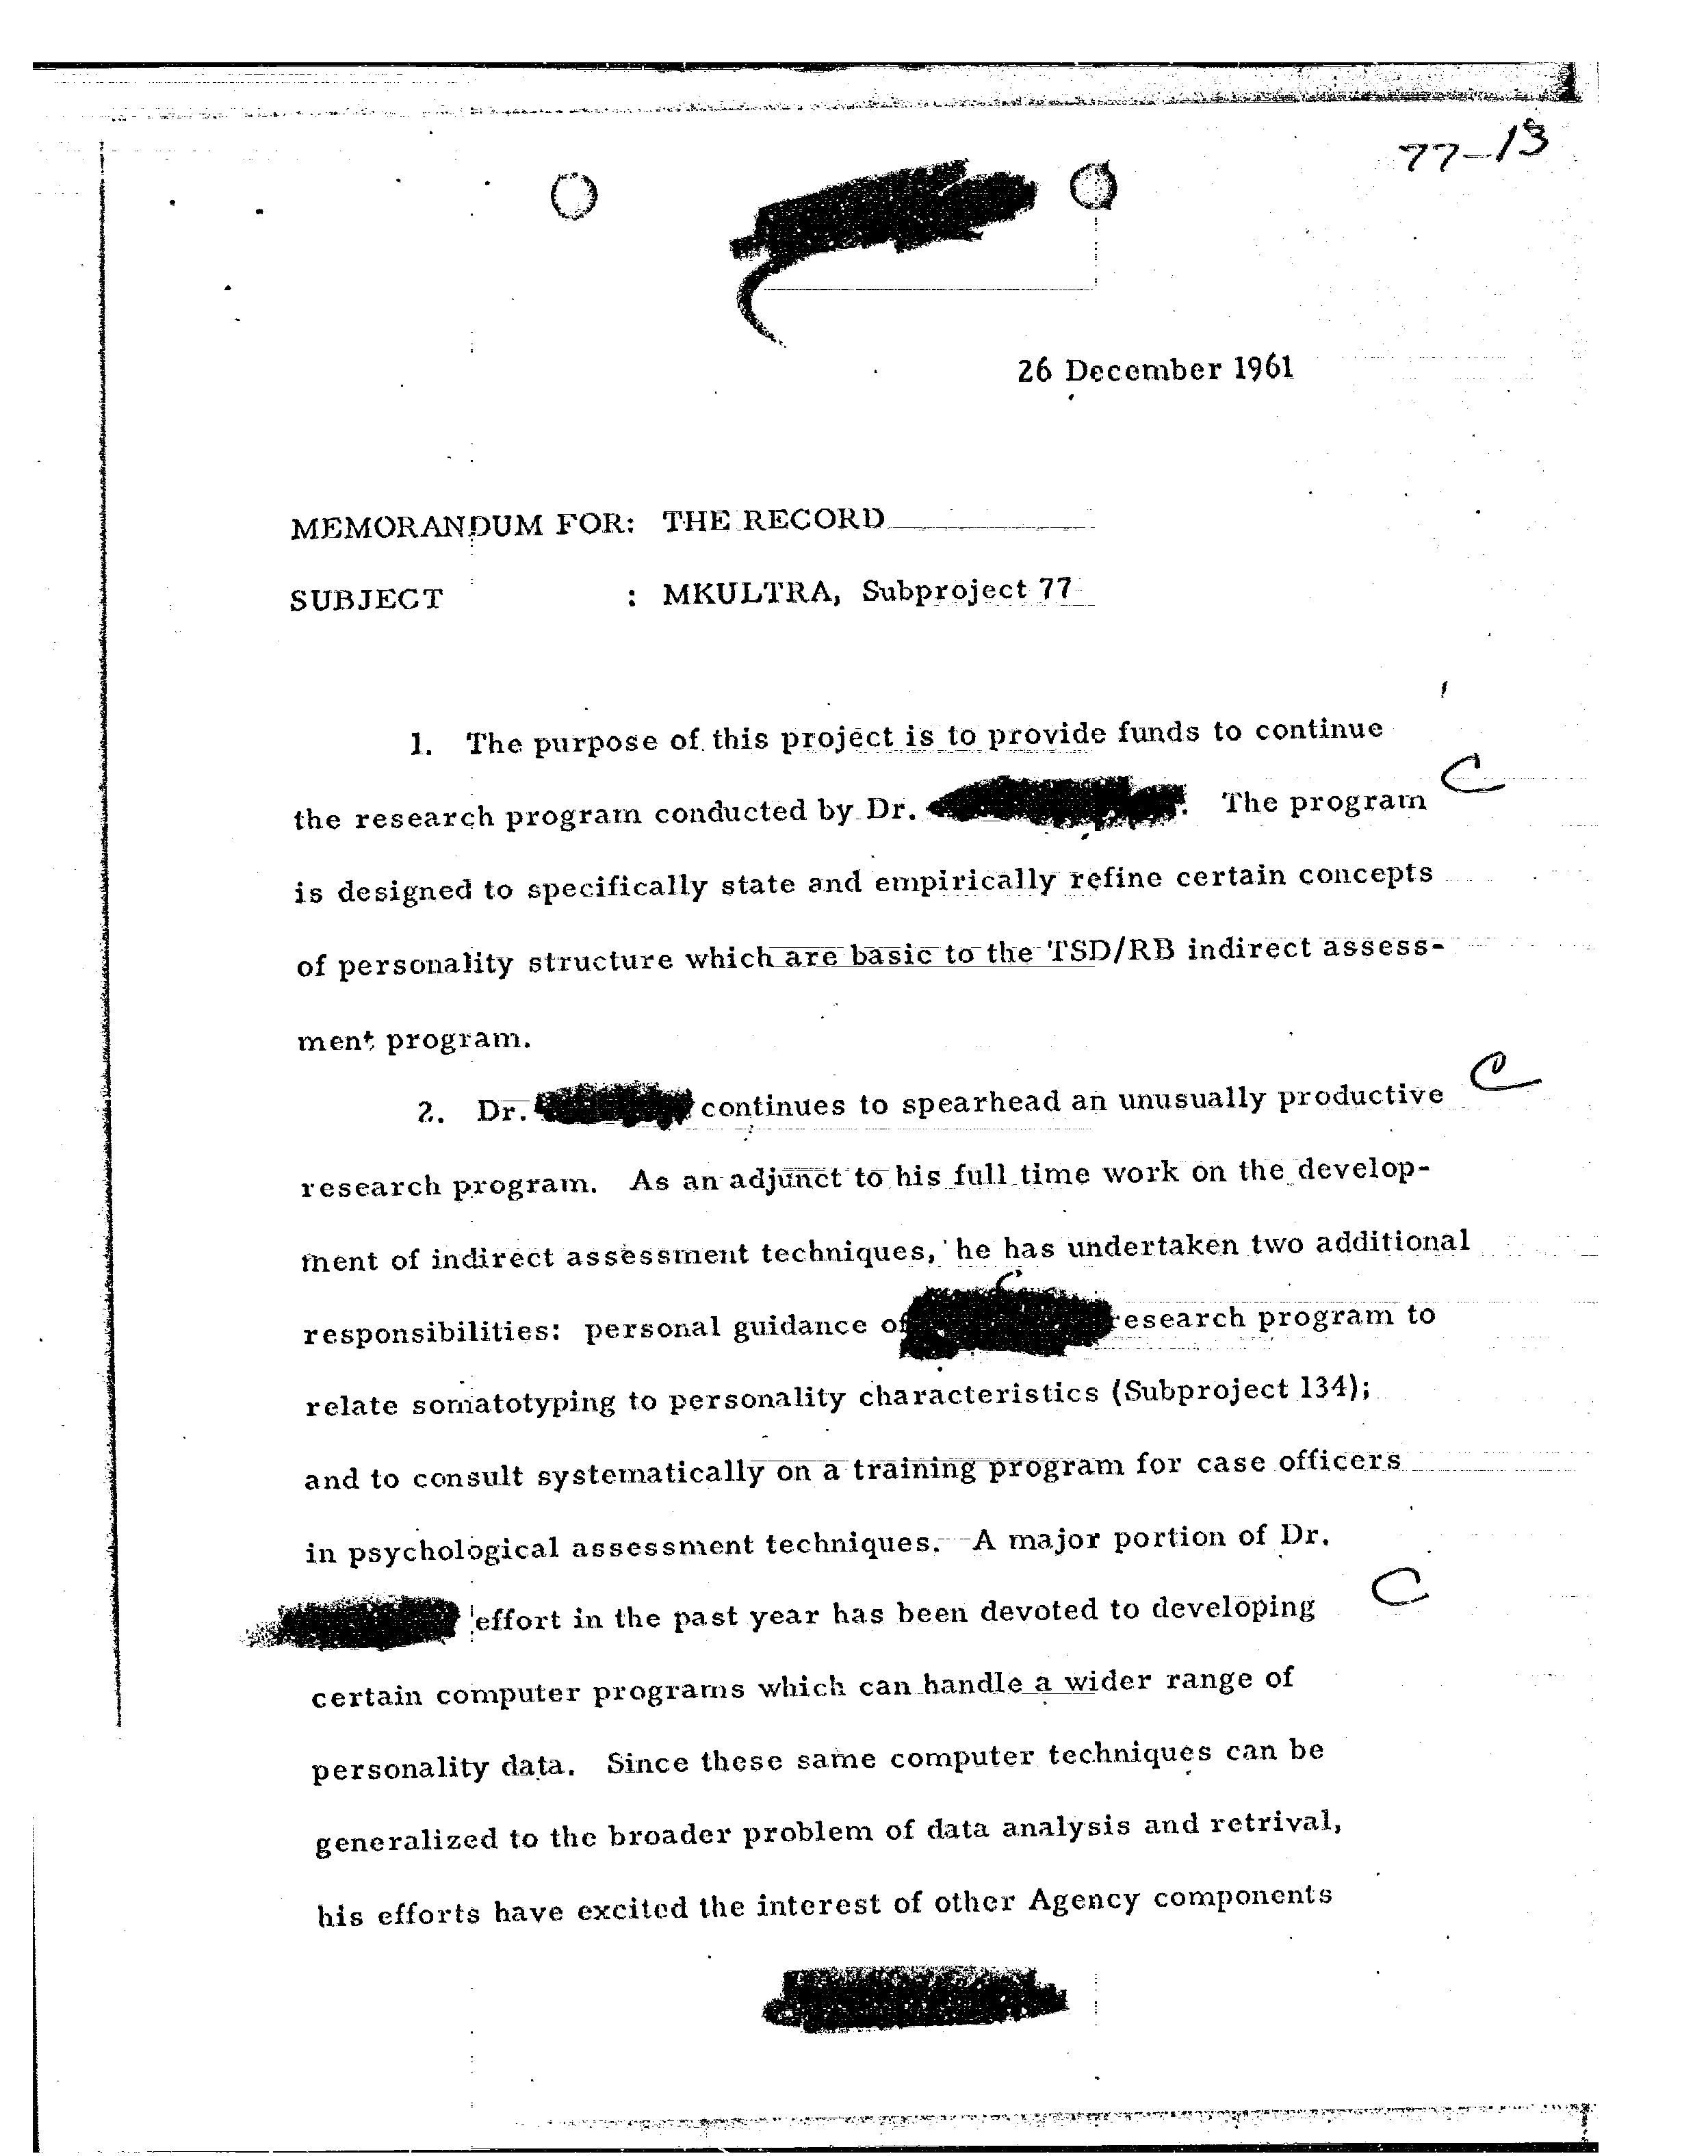 77-13
26 December 1961
MEMORANDUM FOR: THE RECORD
SUBJECT : MKULTRA, Subproject 77
1. The purpose of this project is to provide funds to continue
C
the research program conducted by Dr. . The program
is designed to specifically state and empirically refine certain concepts
of personality structure which are basic to the TSD/RB indirect assess-
ment program.
C
2. Dr. continues to spearhead an unusually productive
research program. As an adjunct to his full time work on the develop-
ment of indirect assessment techniques, he has undertaken two additional
C
responsibilities: personal guidance of esearch program to
relate somatotyping to personality characteristics (Subproject 134);
and to consult systematically on a training program for case officers
in psychological assessment techniques. A major portion of Dr.
effort in the past year has been devoted to developing C
certain computer programs which can handle a wider range of
personality data. Since these same computer techniques can be
generalized to the broader problem of data analysis and retrival,
his efforts have excited the interest of other Agency components